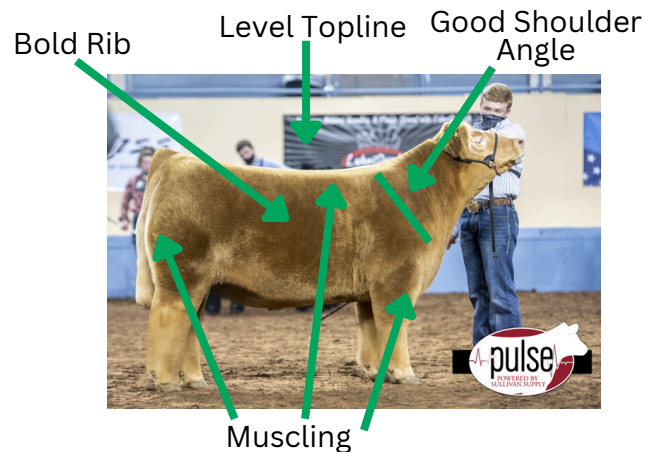 Level Topline
Good Shoulder
Angle
Bold Rib
pulse
POWERED BY
SULLIVAN SUPPLY
Muscling